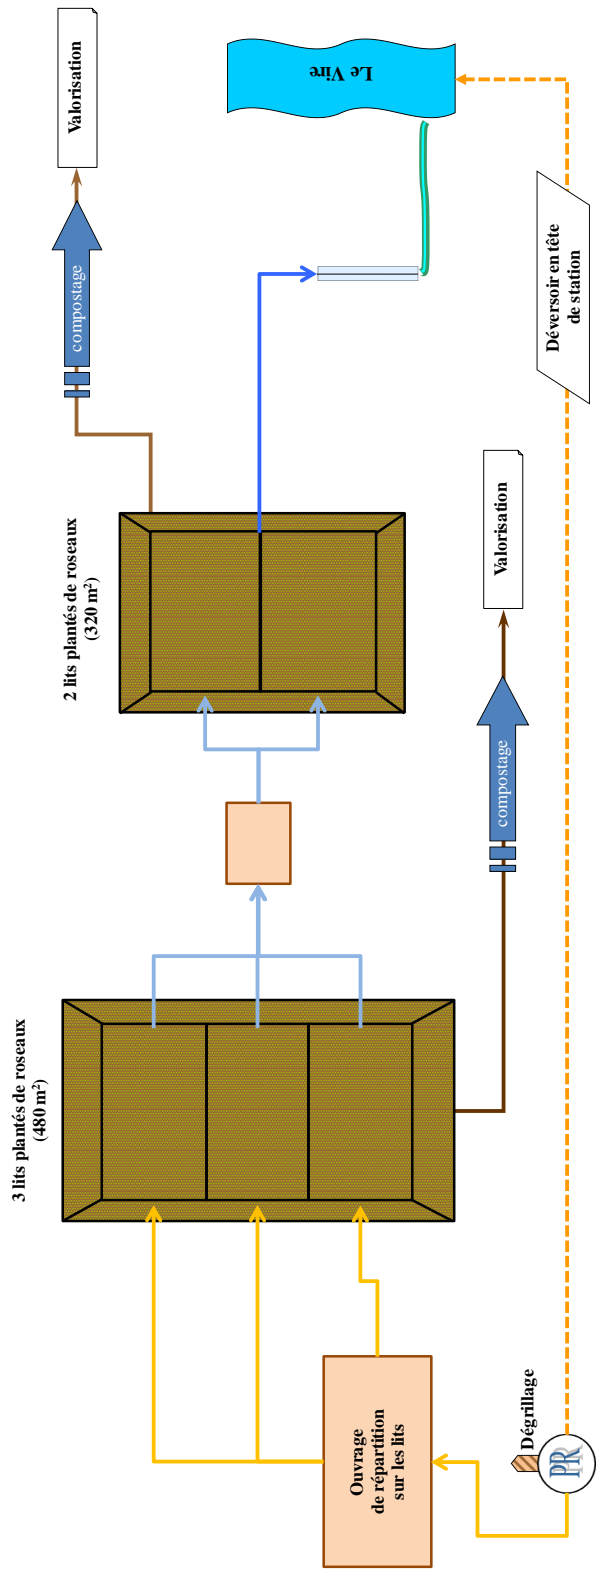 Valorisation
compostage
Le Vire
Déversoir en tête
de station
2 lits plantés de roseaux
(320 m²)
Valorisation
compostage
3 lits plantés de roseaux
(480 m²)
Ouvrage
de répartition
sur les lits
Dégrillage
PR